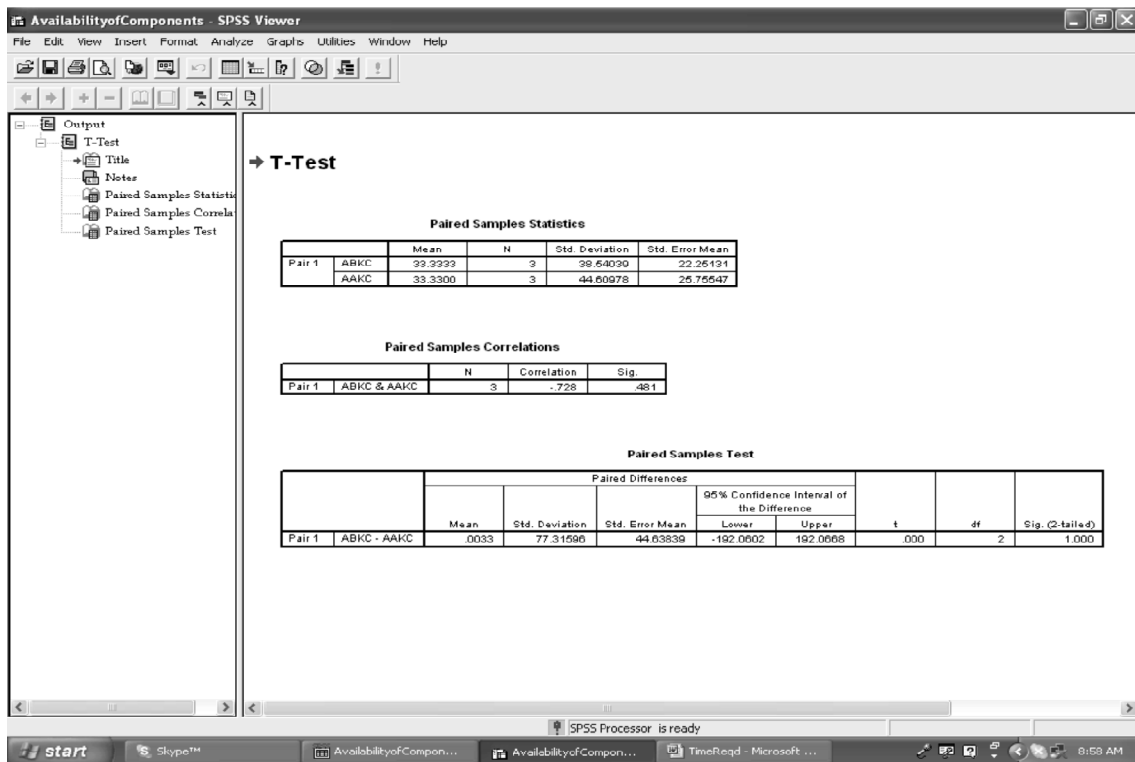 AvailabilityofComponents - SPSS Viewer
File Edit View Insert Format Analyze Graphs Utilities Window Help
Output
T-Test
Title
Notes
Paired Samples Statistic
Paired Samples Correla
Paired Samples Test
T-Test
Paired Samples Statistics
Mean N Std. Deviation Std. Error Mean
Pair 1 ABKC 33.3333 3 38.54030 22.25131
AAKC 33.3300 3 44.60978 25.75547
Paired Samples Correlations
N Correlation Sig.
Pair 1 ABKC & AAKC 3 -.728 .481
Paired Samples Test
Paired Differences
95% Confidence Interval of the Difference
Mean Std. Deviation Std. Error Mean Lower Upper t df Sig. (2-tailed)
Pair 1 ABKC - AAKC .0033 77.31596 44.63839 -192.0602 192.0668 .000 2 1.000
SPSS Processor is ready
start Skype™ AvailabilityofCompon... AvailabilityofCompon... TimeReqd - Microsoft ... 8:58 AM